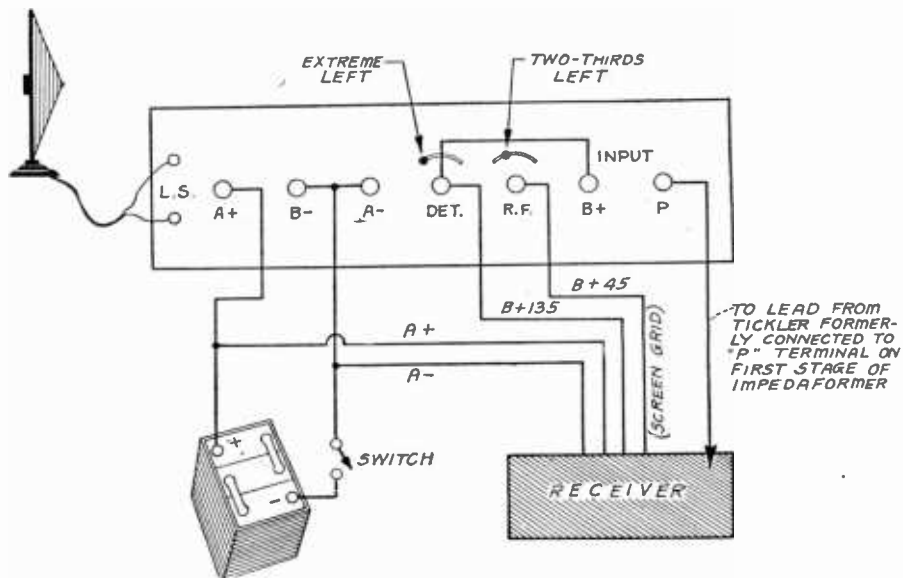 EXTREME
LEFT
TWO-THIRDS
LEFT
INPUT
L.S.
A+
B-
A-
DET.
R.F.
B+
P
B+45
B+135
A+
A-
(SCREEN GRID)
TO LEAD FROM
TICKLER FORMER-
LY CONNECTED TO
"P" TERMINAL ON
FIRST STAGE OF
IMPEDAFORMER
+
-
SWITCH
RECEIVER